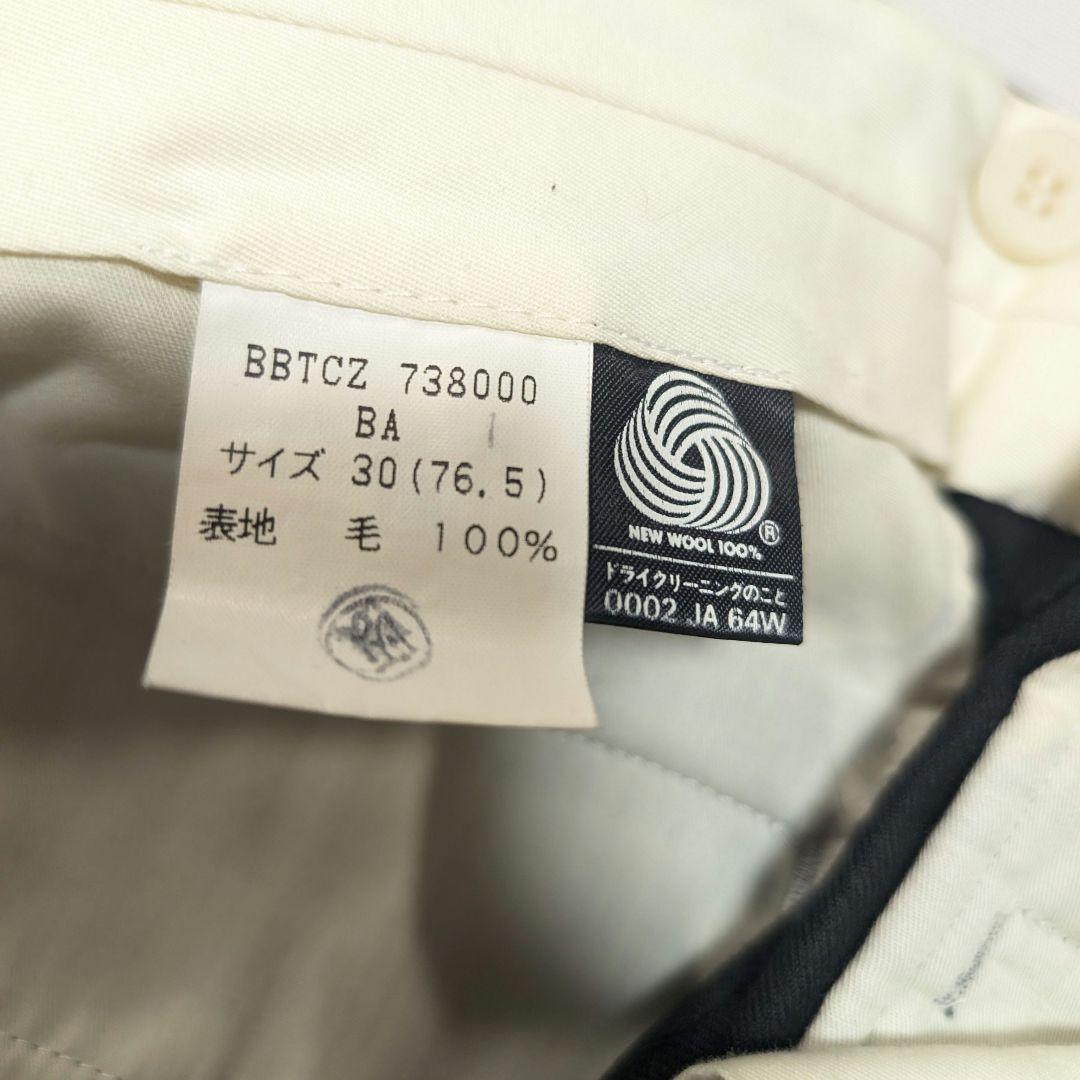 BBTCZ 738000
BA
サイズ 30(76.5)
表地 毛 100%
NEW WOOL 100%
ドライクリーニングのこと
0002 JA 64W